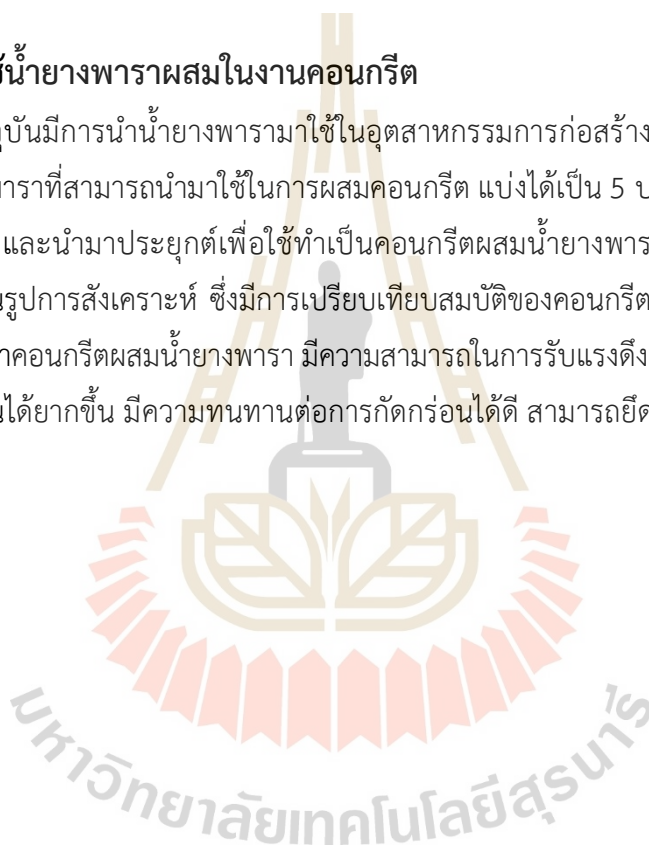 ช้น้ำยางพาราผสมในงานคอนกรีต
ุบันมีการนำน้ำยางพารามาใช้ในอุตสาหกรรมการก่อสร้าง
พาราที่สามารถนำมาใช้ในการผสมคอนกรีต แบ่งได้เป็น 5 ป
และนำมาประยุกต์เพื่อใช้ทำเป็นคอนกรีตผสมน้ำยางพาร
นรูปการสังเคราะห์ ซึ่งมีการเปรียบเทียบสมบัติของคอนกรีต
าคอนกรีตผสมน้ำยางพารา มีความสามารถในการรับแรงดึง
นได้ยากขึ้น มีความทนทานต่อการกัดกร่อนได้ดี สามารถยึด
มหาวิทยาลัยเทคโนโลยีสุรนารี